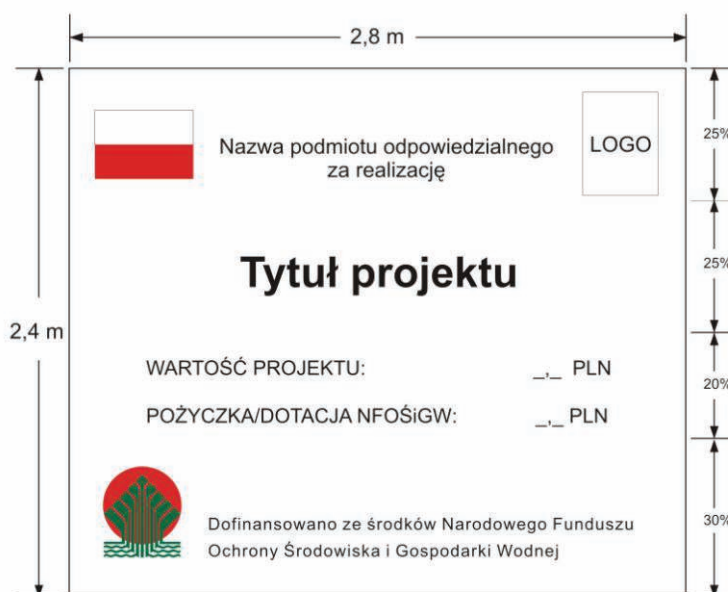 2,8 m
25%
Nazwa podmiotu odpowiedzialnego
za realizację
LOGO
25%
Tytuł projektu
2,4 m
20%
WARTOŚĆ PROJEKTU: _,_ PLN
POŻYCZKA/DOTACJA NFOŚiGW: _,_ PLN
30%
Dofinansowano ze środków Narodowego Funduszu
Ochrony Środowiska i Gospodarki Wodnej